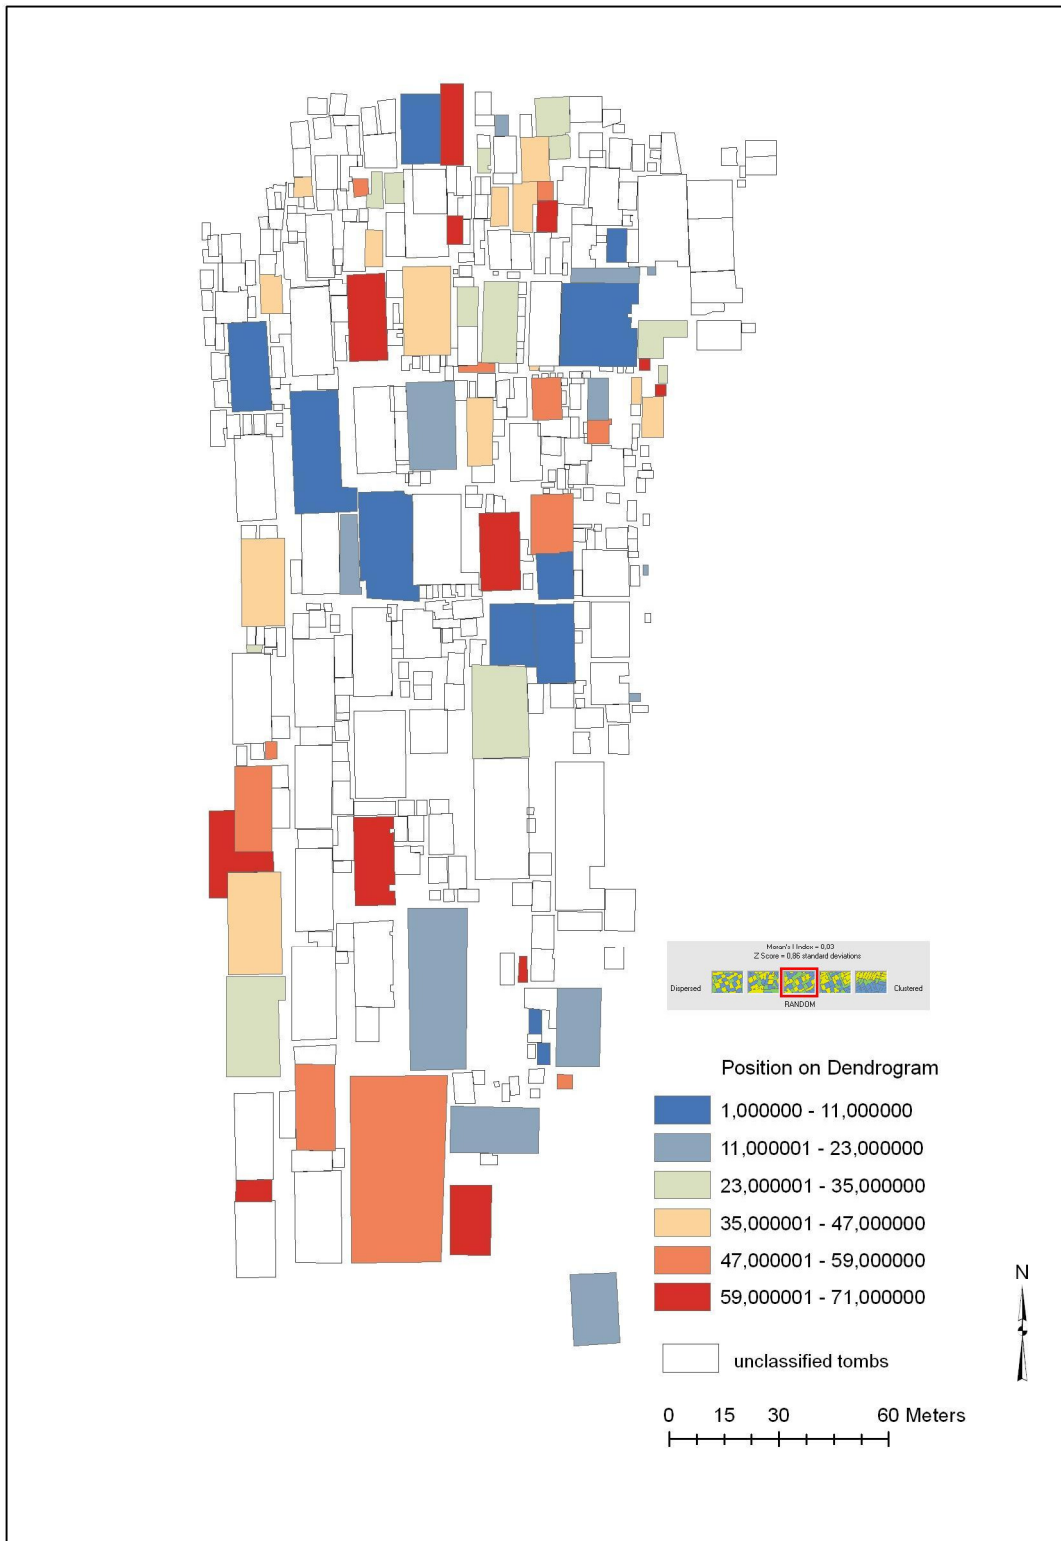 Moran's I Index = 0,03
Z Score = 0,86 standard deviations
Dispersed
Clustered
RANDOM
Position on Dendrogram
1,000000 - 11,000000
11,000001 - 23,000000
23,000001 - 35,000000
35,000001 - 47,000000
47,000001 - 59,000000
59,000001 - 71,000000
unclassified tombs
N
0 15 30 60 Meters